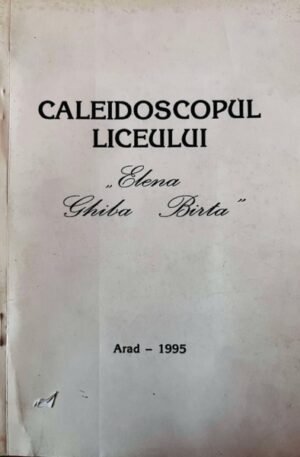 CALEIDOSCOPUL
LICEULUI
„Elena
Ghiba Birta"
Arad – 1995